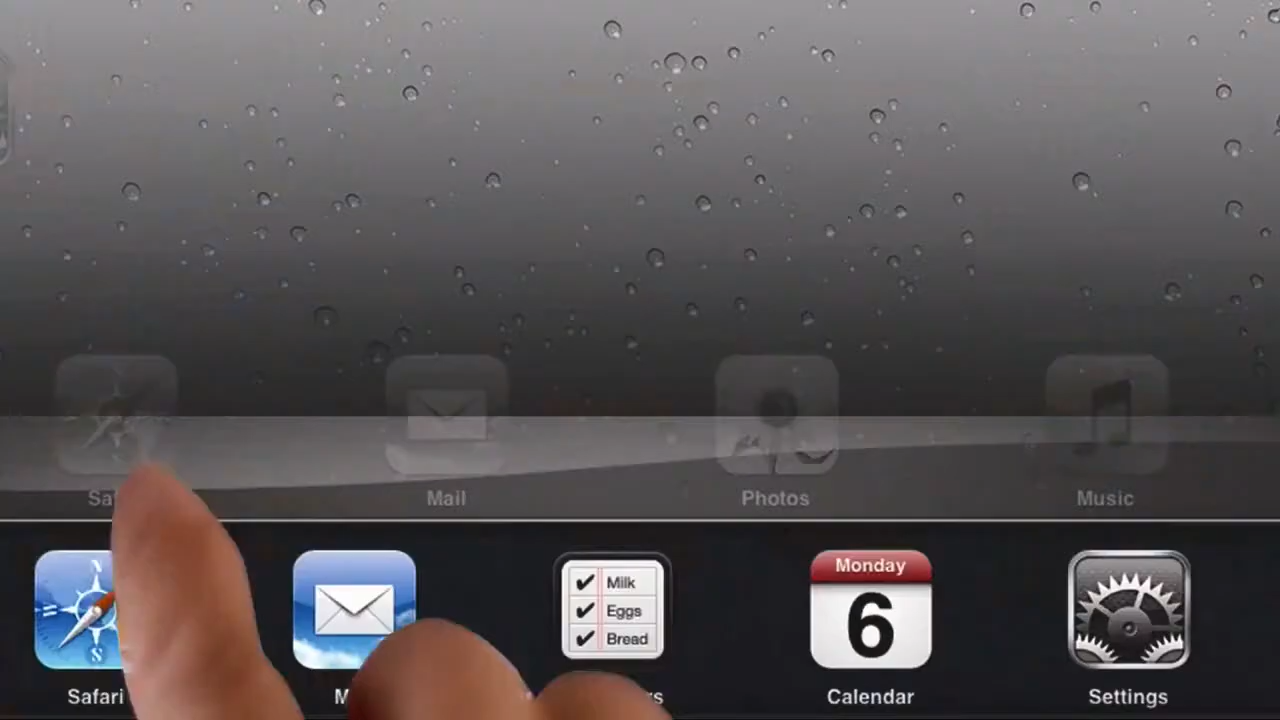 Mail
Photos
Music
N
S
Milk
Eggs
Bread
Monday
6
Safari
Calendar
Settings